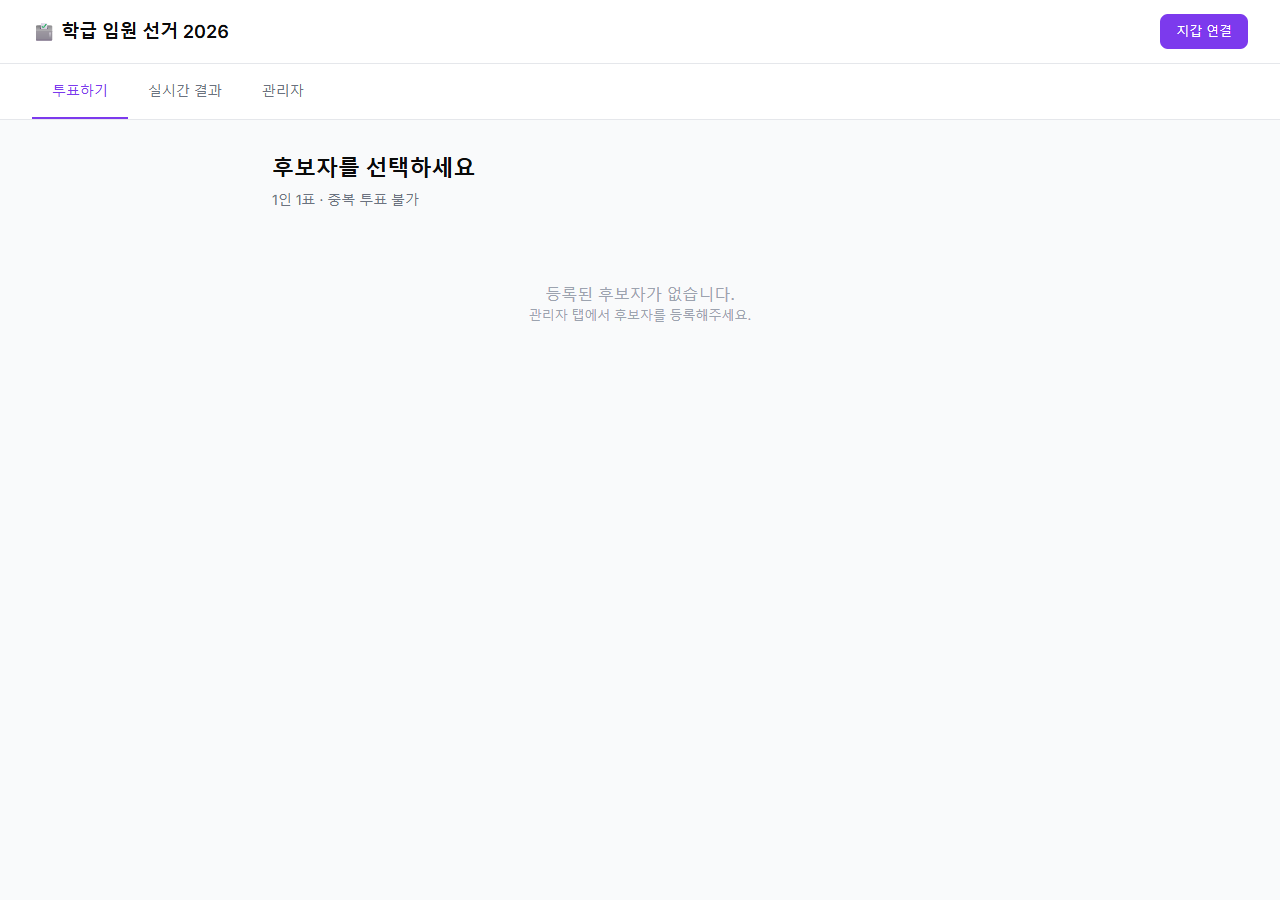 학급 임원 선거 2026
지갑 연결
투표하기
실시간 결과
관리자
후보자를 선택하세요
1인 1표 · 중복 투표 불가
등록된 후보자가 없습니다.
관리자 탭에서 후보자를 등록해주세요.